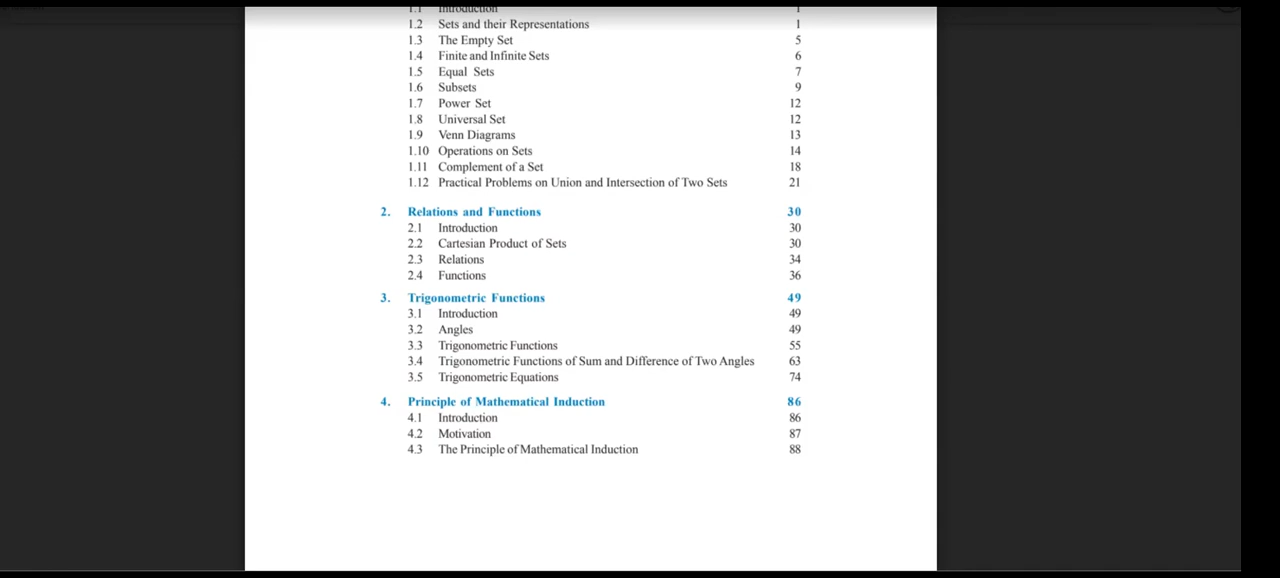 1.1 Introduction 1
1.2 Sets and their Representations 1
1.3 The Empty Set 5
1.4 Finite and Infinite Sets 6
1.5 Equal Sets 7
1.6 Subsets 9
1.7 Power Set 12
1.8 Universal Set 12
1.9 Venn Diagrams 13
1.10 Operations on Sets 14
1.11 Complement of a Set 18
1.12 Practical Problems on Union and Intersection of Two Sets 21
2. Relations and Functions 30
2.1 Introduction 30
2.2 Cartesian Product of Sets 30
2.3 Relations 34
2.4 Functions 36
3. Trigonometric Functions 49
3.1 Introduction 49
3.2 Angles 49
3.3 Trigonometric Functions 55
3.4 Trigonometric Functions of Sum and Difference of Two Angles 63
3.5 Trigonometric Equations 74
4. Principle of Mathematical Induction 86
4.1 Introduction 86
4.2 Motivation 87
4.3 The Principle of Mathematical Induction 88